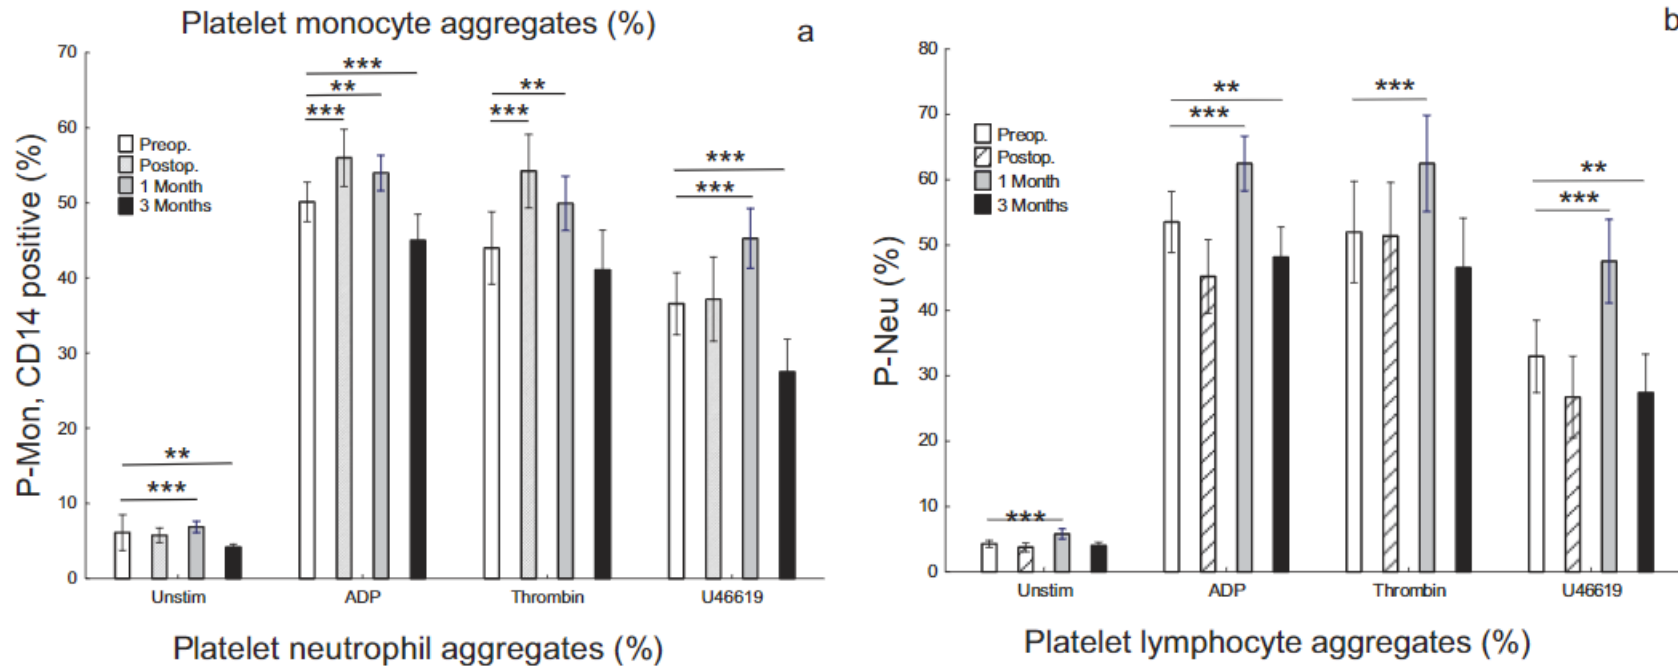 Platelet monocyte aggregates (%)
a
P-Mon, CD14 positive (%)
70
60
50
40
30
20
10
0
Preop.
Postop.
1 Month
3 Months
**
***
***
**
***
**
***
***
***
Unstim
ADP
Thrombin
U46619
Platelet neutrophil aggregates (%)
b
P-Neu (%)
80
70
60
50
40
30
20
10
0
Preop.
Postop.
1 Month
3 Months
***
**
***
***
**
***
Unstim
ADP
Thrombin
U46619
Platelet lymphocyte aggregates (%)